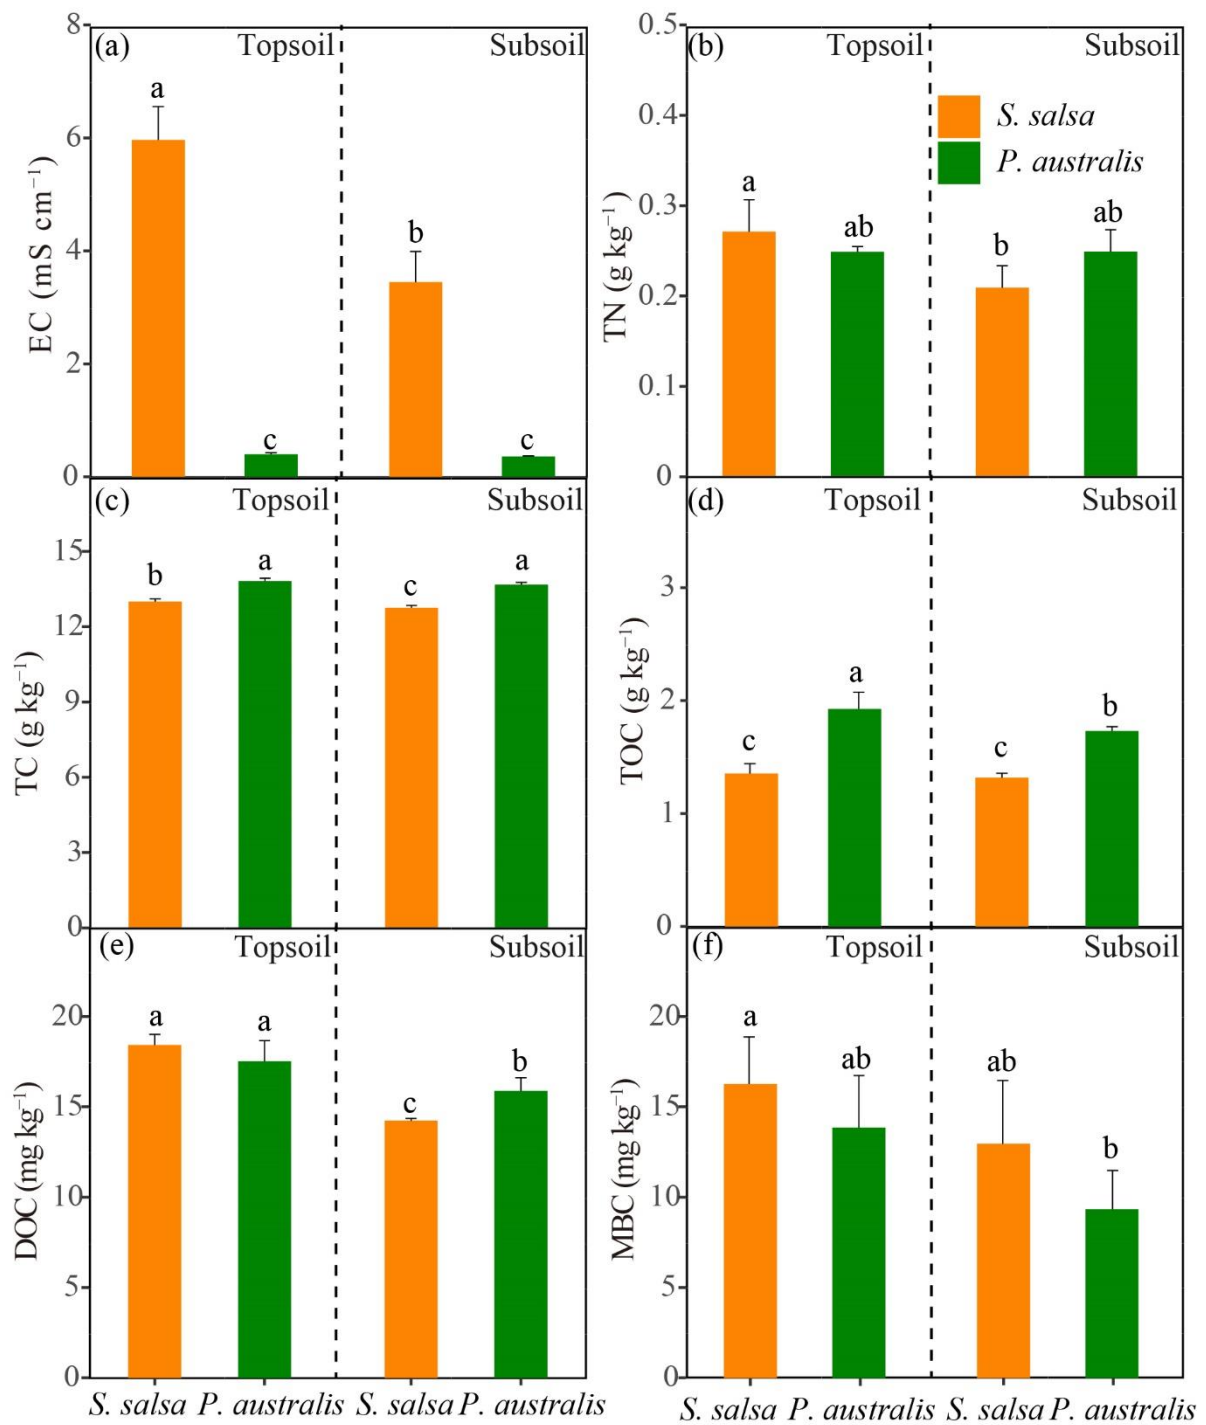 (a) Topsoil Subsoil
8
6
4
2
0
EC (mS cm⁻¹)
a
c
b
c
(b) Topsoil Subsoil
0.5
0.4
0.3
0.2
0.1
0
TN (g kg⁻¹)
S. salsa
P. australis
a
ab
b
ab
(c) Topsoil Subsoil
15
12
9
6
3
0
TC (g kg⁻¹)
b
a
c
a
(d) Topsoil Subsoil
3
2
1
0
TOC (g kg⁻¹)
c
a
c
b
(e) Topsoil Subsoil
20
15
10
5
0
DOC (mg kg⁻¹)
a
a
c
b
S. salsa P. australis S. salsa P. australis
(f) Topsoil Subsoil
20
15
10
5
0
MBC (mg kg⁻¹)
a
ab
ab
b
S. salsa P. australis S. salsa P. australis